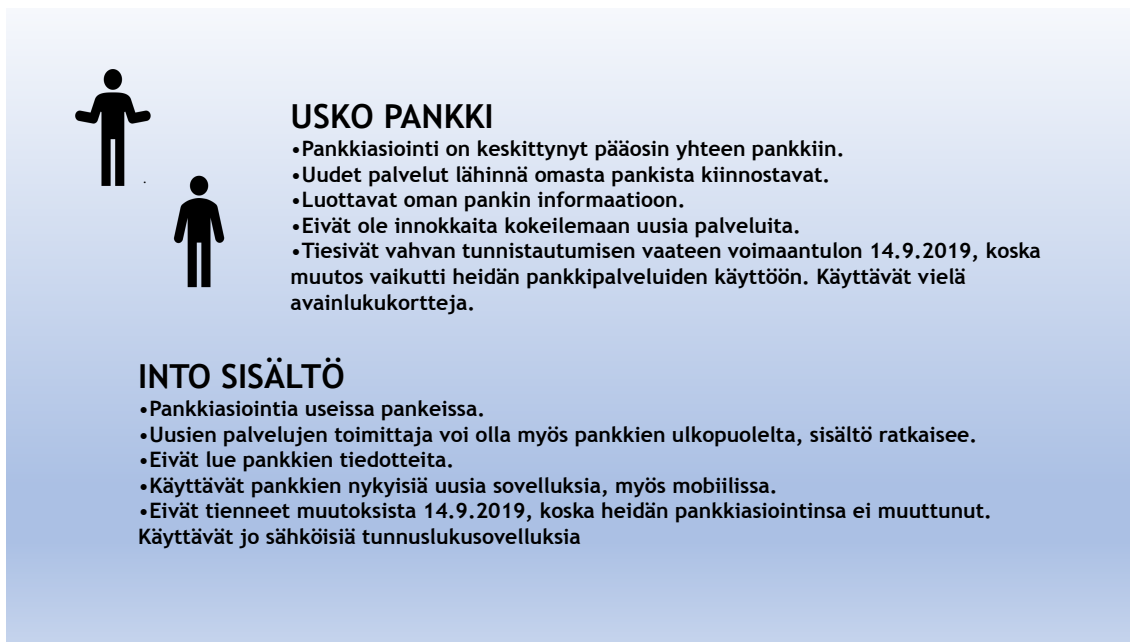 USKO PANKKI
•Pankkiasiointi on keskittynyt pääosin yhteen pankkiin.
•Uudet palvelut lähinnä omasta pankista kiinnostavat.
•Luottavat oman pankin informaatioon.
•Eivät ole innokkaita kokeilemaan uusia palveluita.
•Tiesivät vahvan tunnistautumisen vaateen voimaantulon 14.9.2019, koska
muutos vaikutti heidän pankkipalveluiden käyttöön. Käyttävät vielä
avainlukukortteja.
INTO SISÄLTÖ
•Pankkiasiointia useissa pankeissa.
•Uusien palvelujen toimittaja voi olla myös pankkien ulkopuolelta, sisältö ratkaisee.
•Eivät lue pankkien tiedotteita.
•Käyttävät pankkien nykyisiä uusia sovelluksia, myös mobiilissa.
•Eivät tienneet muutoksista 14.9.2019, koska heidän pankkiasiointinsa ei muuttunut.
Käyttävät jo sähköisiä tunnuslukusovelluksia